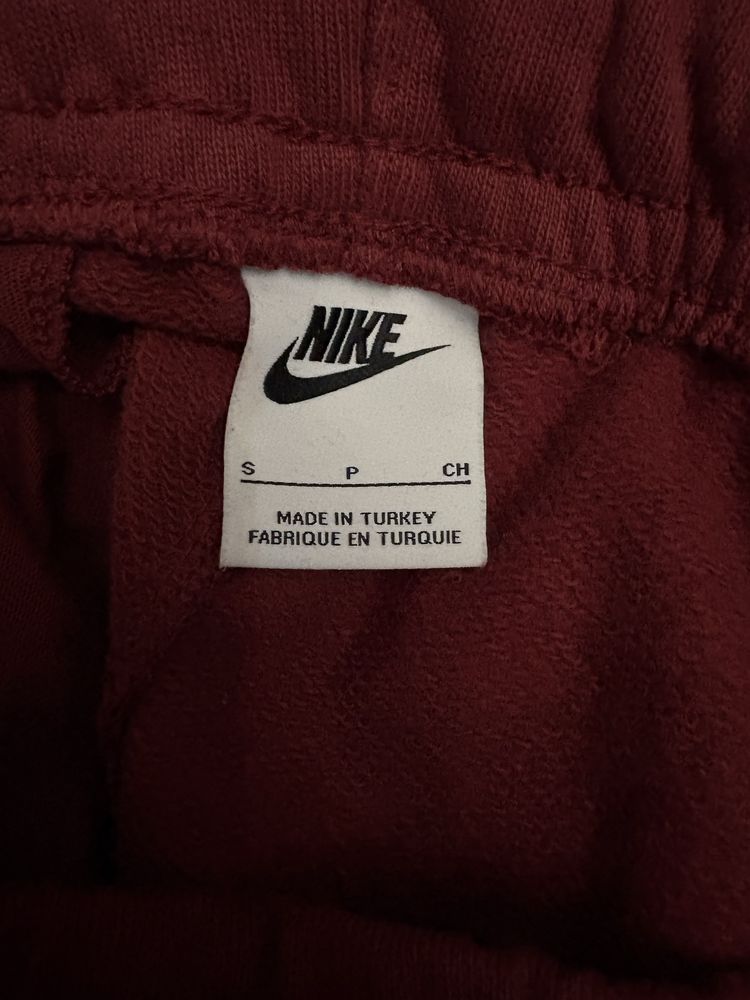 NIKE
S P CH
MADE IN TURKEY
FABRIQUE EN TURQUIE